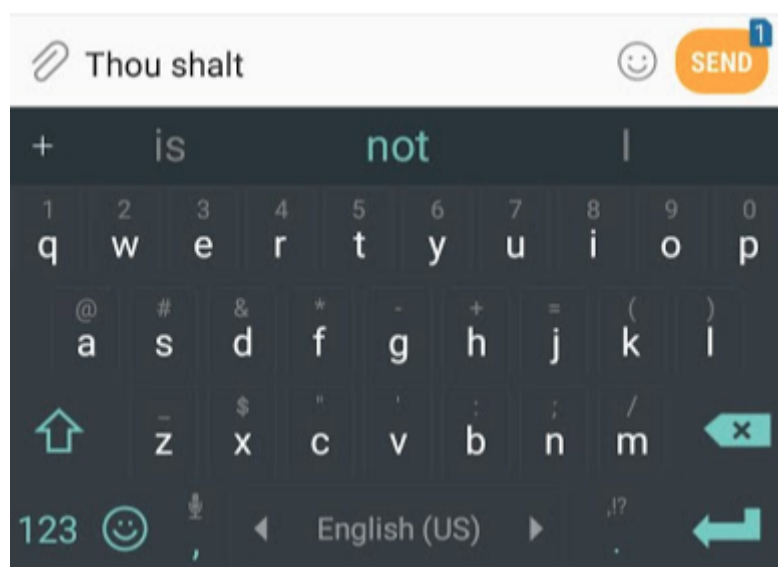 Thou shalt SEND 1
+ is not I
1 2 3 4 5 6 7 8 9 0
q w e r t y u i o p
@ # & * - + = ( )
a s d f g h j k l
_ $ " ' : ; /
z x c v b n m
123 , English (US) ,!? .